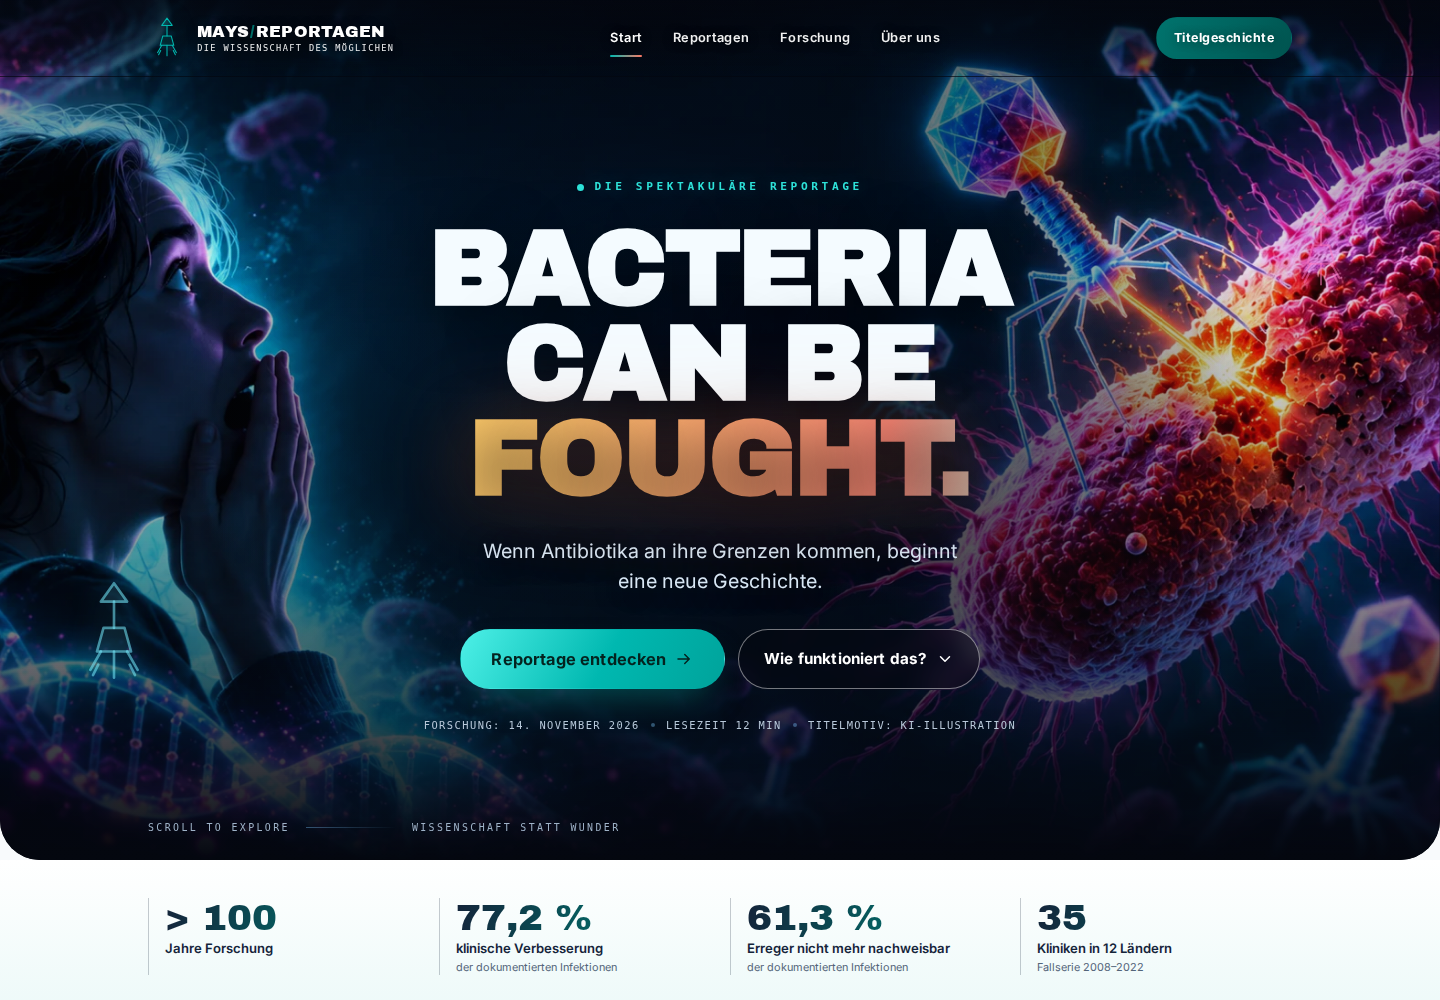 MAYS/REPORTAGEN
DIE WISSENSCHAFT DES MÖGLICHEN
Start
Reportagen
Forschung
Über uns
Titelgeschichte
DIE SPEKTAKULÄRE REPORTAGE
BACTERIA
CAN BE
FOUGHT.
Wenn Antibiotika an ihre Grenzen kommen, beginnt
eine neue Geschichte.
Reportage entdecken →
Wie funktioniert das?
FORSCHUNG: 14. NOVEMBER 2026 • LESEZEIT 12 MIN • TITELMOTIV: KI-ILLUSTRATION
SCROLL TO EXPLORE
WISSENSCHAFT STATT WUNDER
> 100
Jahre Forschung
77,2 %
klinische Verbesserung
der dokumentierten Infektionen
61,3 %
Erreger nicht mehr nachweisbar
der dokumentierten Infektionen
35
Kliniken in 12 Ländern
Fallserie 2008–2022